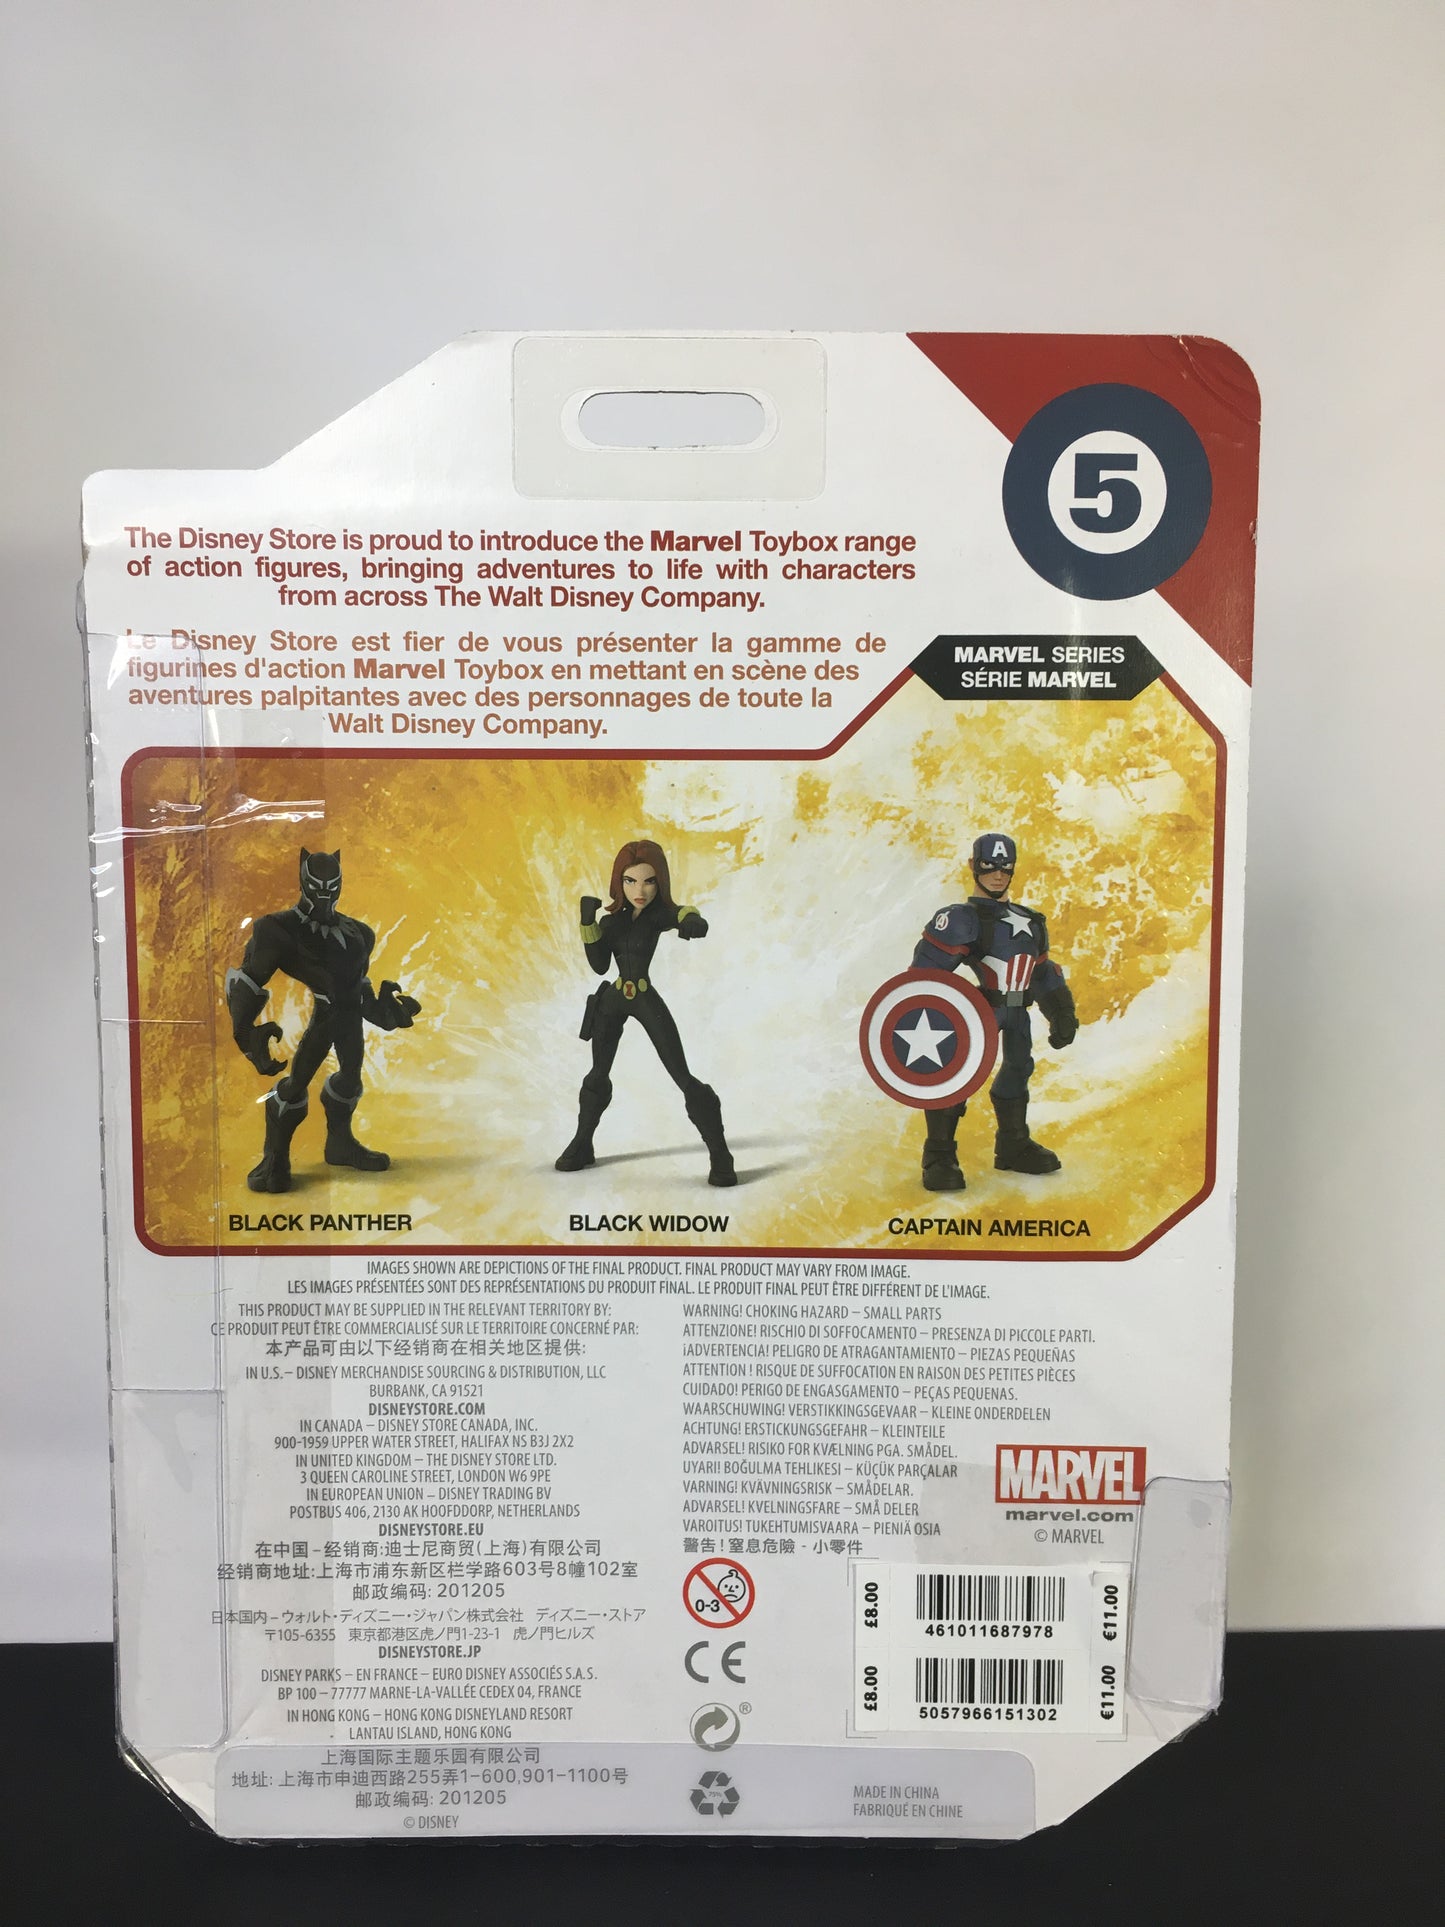 5
The Disney Store is proud to introduce the Marvel Toybox range
of action figures, bringing adventures to life with characters
from across The Walt Disney Company.
Le Disney Store est fier de vous présenter la gamme de
figurines d'action Marvel Toybox en mettant en scène des
aventures palpitantes avec des personnages de toute la
Walt Disney Company.
MARVEL SERIES
SÉRIE MARVEL
A
BLACK PANTHER
BLACK WIDOW
CAPTAIN AMERICA
IMAGES SHOWN ARE DEPICTIONS OF THE FINAL PRODUCT. FINAL PRODUCT MAY VARY FROM IMAGE.
LES IMAGES PRÉSENTÉES SONT DES REPRÉSENTATIONS DU PRODUIT FINAL. LE PRODUIT FINAL PEUT ÊTRE DIFFÉRENT DE L'IMAGE.
THIS PRODUCT MAY BE SUPPLIED IN THE RELEVANT TERRITORY BY:
CE PRODUIT PEUT ÊTRE COMMERCIALISÉ SUR LE TERRITOIRE CONCERNÉ PAR:
本产品可由以下经销商在相关地区提供:
IN U.S. – DISNEY MERCHANDISE SOURCING & DISTRIBUTION, LLC
BURBANK, CA 91521
DISNEYSTORE.COM
IN CANADA – DISNEY STORE CANADA, INC.
900-1959 UPPER WATER STREET, HALIFAX NS B3J 2X2
IN UNITED KINGDOM – THE DISNEY STORE LTD.
3 QUEEN CAROLINE STREET, LONDON W6 9PE
IN EUROPEAN UNION – DISNEY TRADING BV
POSTBUS 406, 2130 AK HOOFDDORP, NETHERLANDS
DISNEYSTORE.EU
在中国-经销商:迪士尼商贸(上海)有限公司
经销商地址:上海市浦东新区栏学路603号8幢102室
邮政编码: 201205
日本国内-ウォルト・ディズニー・ジャパン株式会社 ディズニー・ストア
〒105-6355 東京都港区虎ノ門1-23-1 虎ノ門ヒルズ
DISNEYSTORE.JP
DISNEY PARKS – EN FRANCE – EURO DISNEY ASSOCIÉS S.A.S.
BP 100 – 77777 MARNE-LA-VALLÉE CEDEX 04, FRANCE
IN HONG KONG – HONG KONG DISNEYLAND RESORT
LANTAU ISLAND, HONG KONG
上海国际主题乐园有限公司
地址: 上海市申迪西路255弄1-600,901-1100号
邮政编码: 201205
© DISNEY
WARNING! CHOKING HAZARD – SMALL PARTS
ATTENZIONE! RISCHIO DI SOFFOCAMENTO – PRESENZA DI PICCOLE PARTI.
¡ADVERTENCIA! PELIGRO DE ATRAGANTAMIENTO – PIEZAS PEQUEÑAS
ATTENTION ! RISQUE DE SUFFOCATION EN RAISON DES PETITES PIÈCES
CUIDADO! PERIGO DE ENGASGAMENTO – PEÇAS PEQUENAS.
WAARSCHUWING! VERSTIKKINGSGEVAAR – KLEINE ONDERDELEN
ACHTUNG! ERSTICKUNGSGEFAHR – KLEINTEILE
ADVARSEL! RISIKO FOR KVÆLNING PGA. SMÅDEL.
UYARI! BOĞULMA TEHLIKESI – KÜÇÜK PARÇALAR
VARNING! KVÄVNINGSRISK – SMÅDELAR.
ADVARSEL! KVELNINGSFARE – SMÅ DELER
VAROITUS! TUKEHTUMISVAARA – PIENIÄ OSIA
警告! 窒息危險 - 小零件
0-3
CE
®
75%
MARVEL
marvel.com
© MARVEL
£8.00
461011687978
€11.00
£8.00
5057966151302
€11.00
MADE IN CHINA
FABRIQUÉ EN CHINE